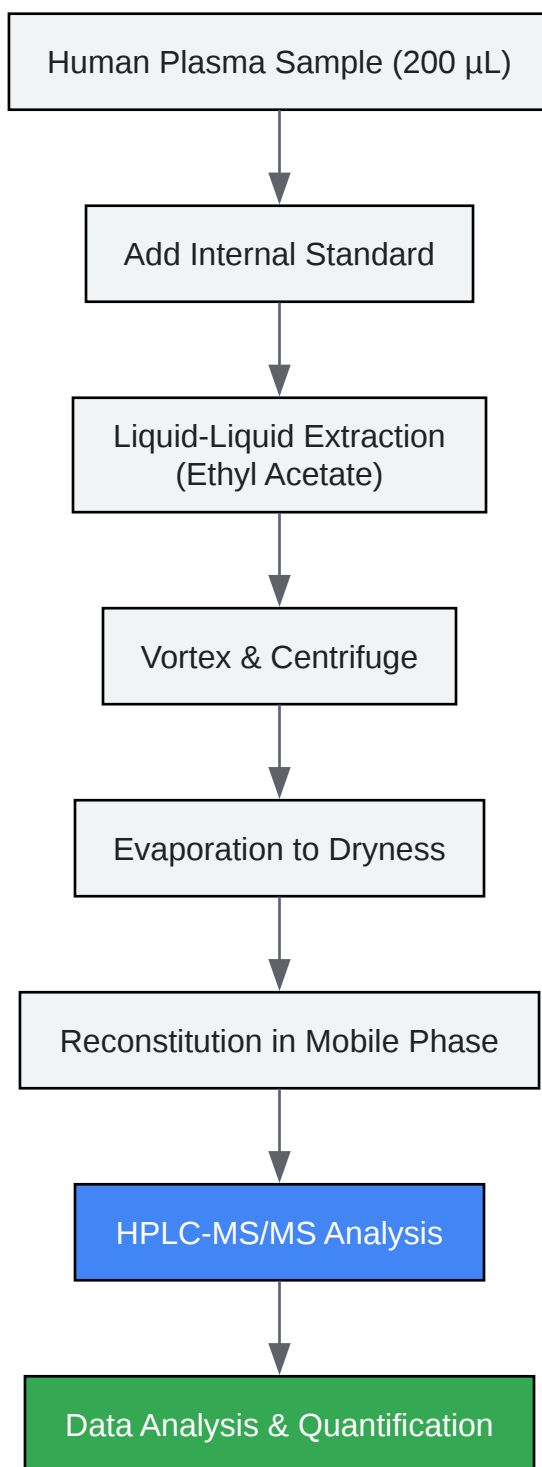 Human Plasma Sample (200 µL)
Add Internal Standard
Liquid-Liquid Extraction
(Ethyl Acetate)
Vortex & Centrifuge
Evaporation to Dryness
Reconstitution in Mobile Phase
HPLC-MS/MS Analysis
Data Analysis & Quantification